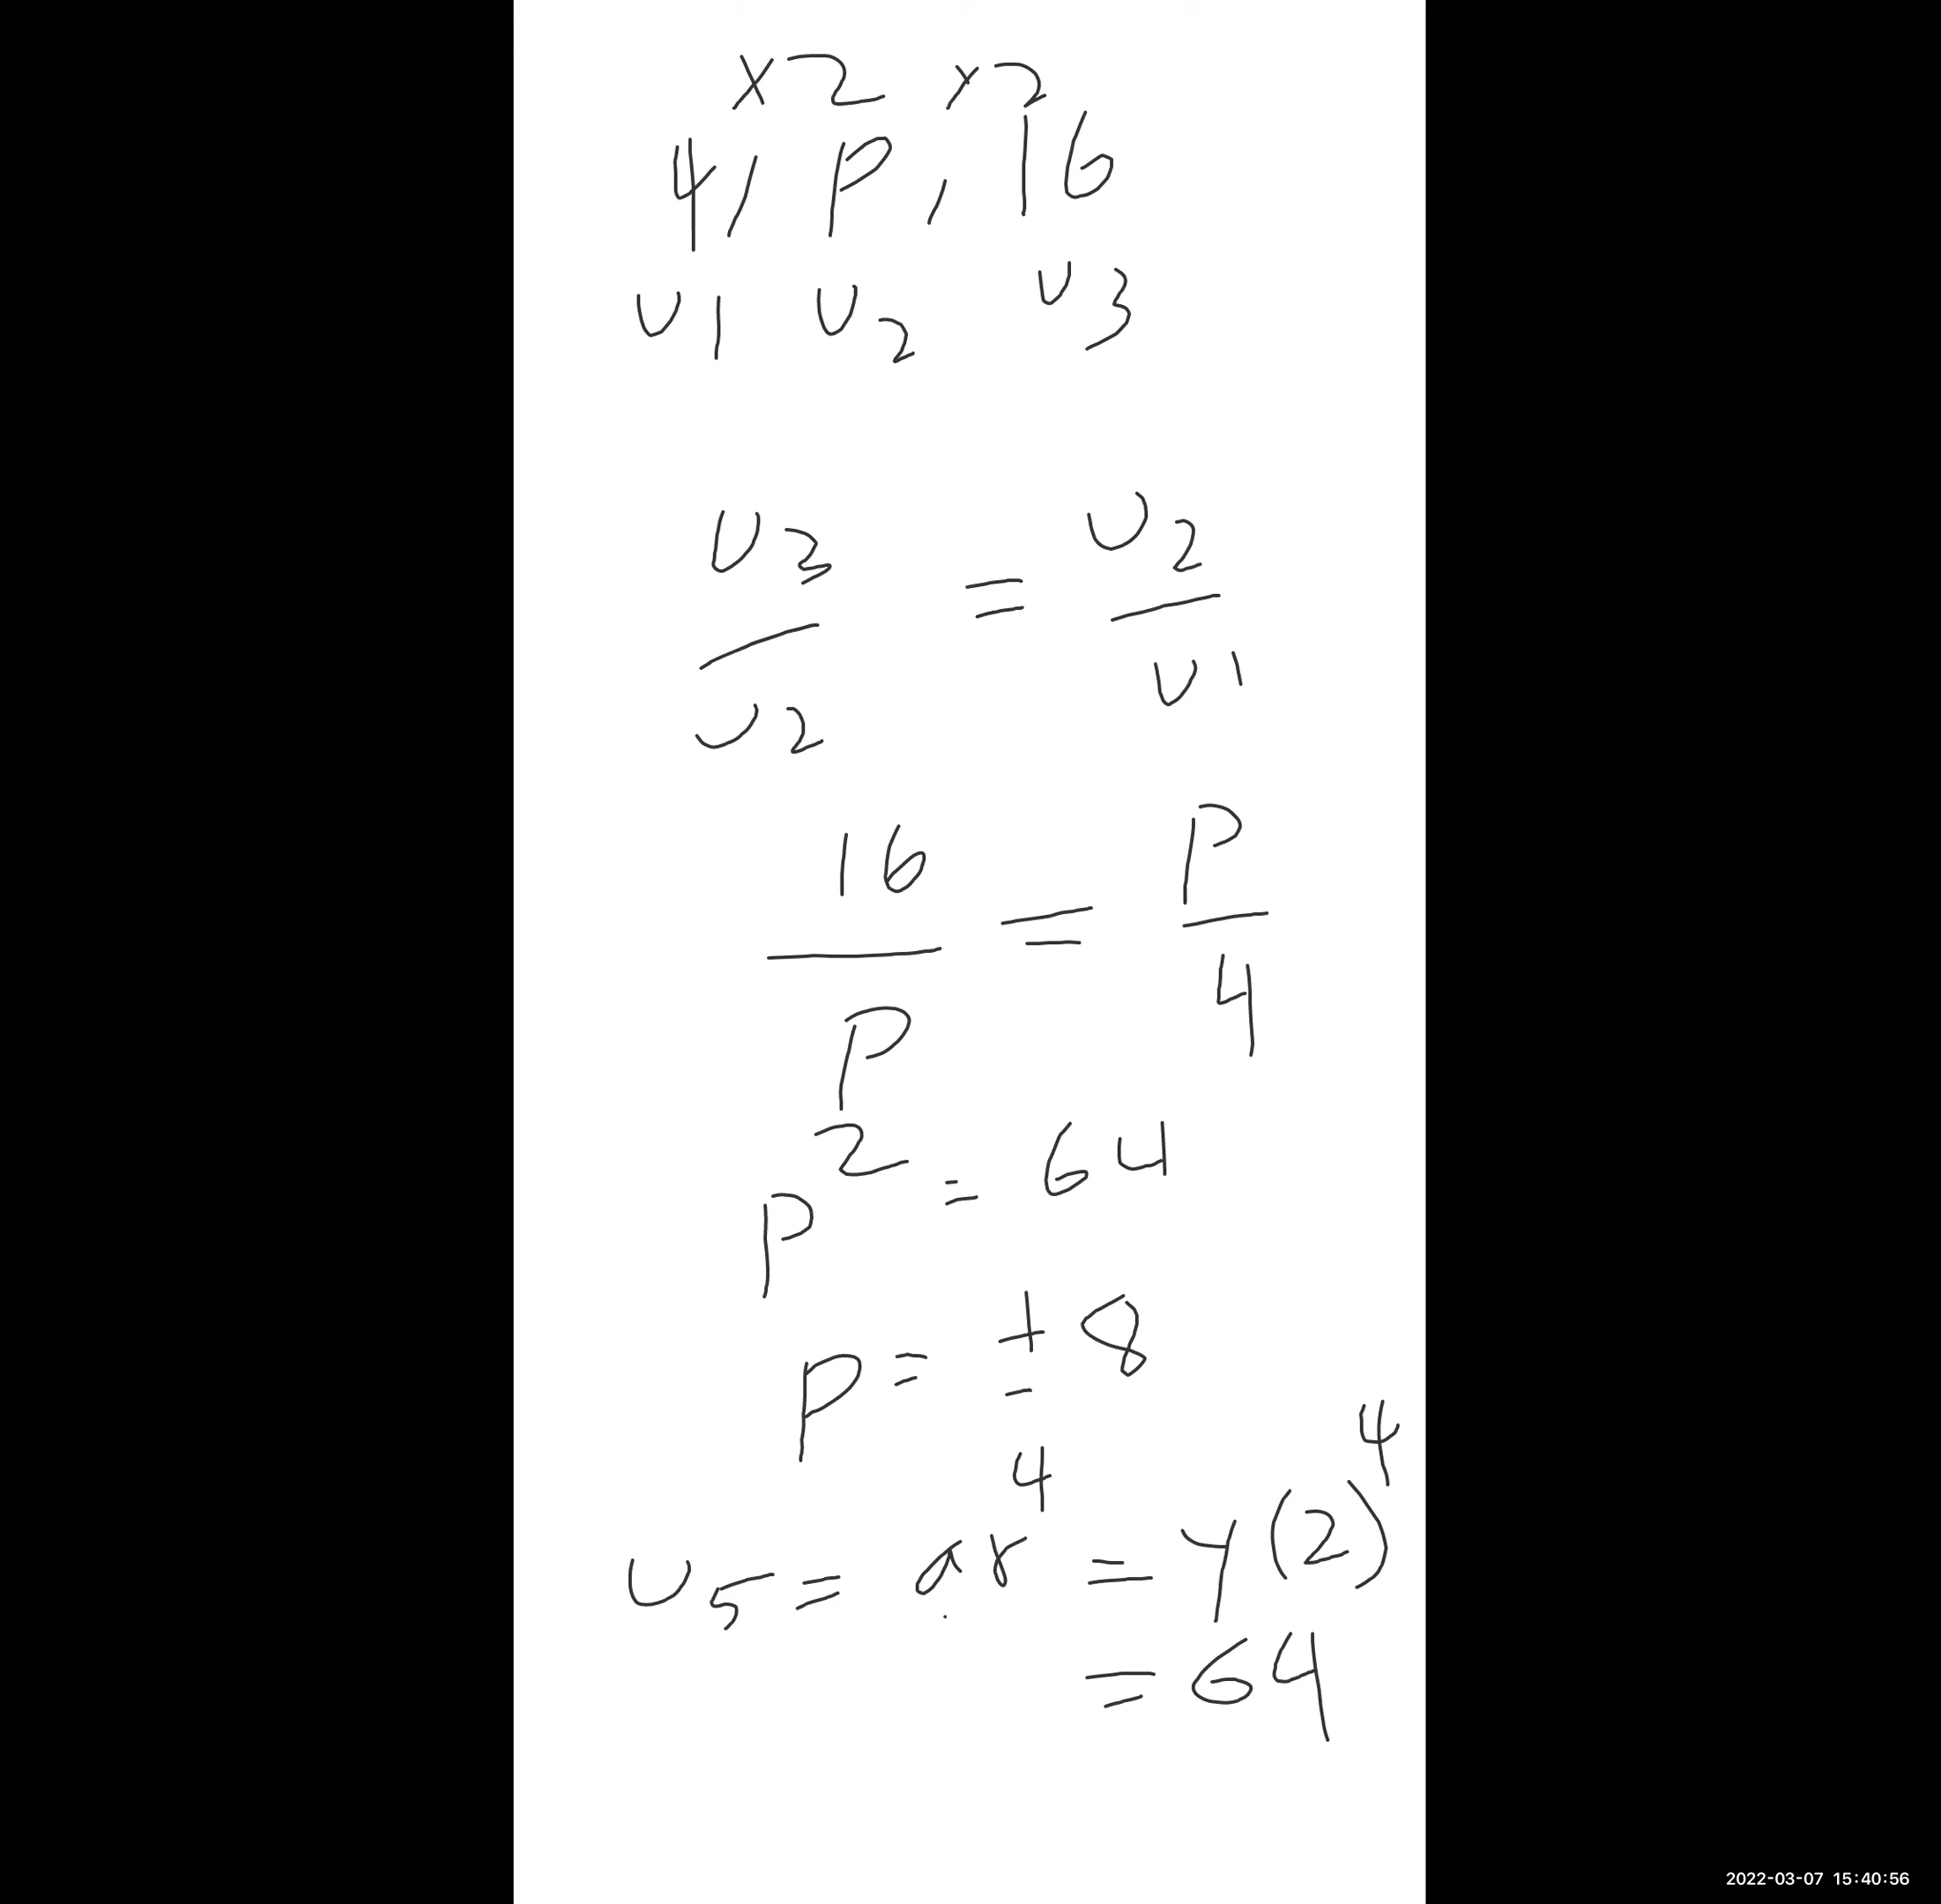 x2 x2
4, P, 16
U1 U2 U3
U3/U2 = U2/U1
16/P = P/4
P² = 64
P = ± 8
U5 = ar⁴ = 4(2)⁴
= 64
2022-03-07 15:40:56